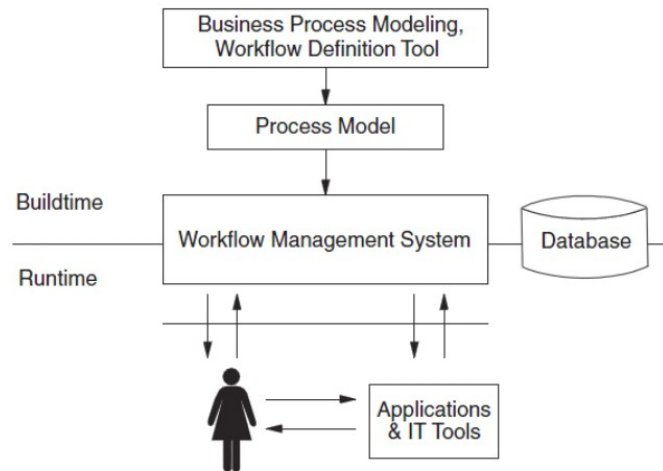 Business Process Modeling,
Workflow Definition Tool
Process Model
Buildtime
Workflow Management System
Database
Runtime
Applications
& IT Tools